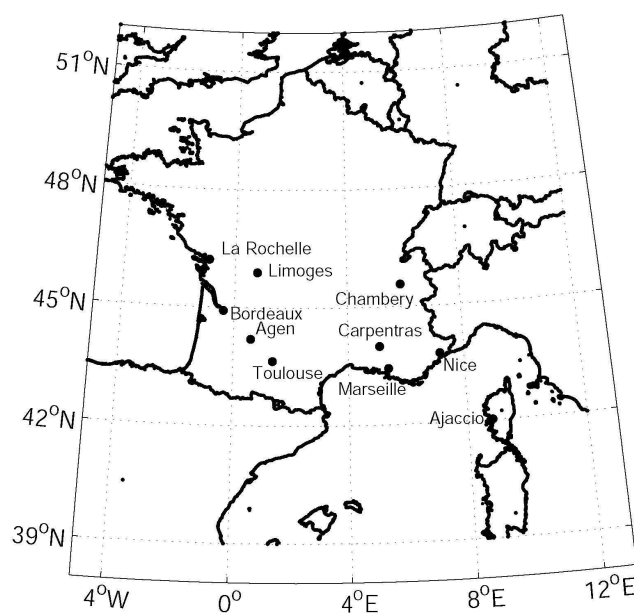 51°N
48°N
La Rochelle
Limoges
Chambery
45°N
Bordeaux
Agen
Carpentras
Toulouse
Nice
Marseille
42°N
Ajaccio
39°N
4°W
0°
4°E
8°E
12°E